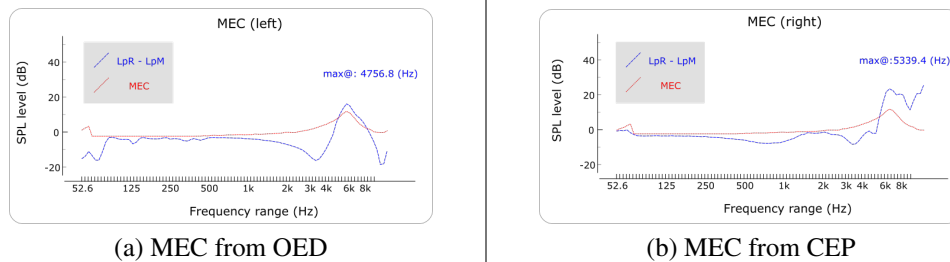 MEC (left)
SPL level (dB)
40
20
0
-20
LpR - LpM
MEC
max@: 4756.8 (Hz)
52.6 125 250 500 1k 2k 3k 4k 6k 8k
Frequency range (Hz)
(a) MEC from OED
MEC (right)
SPL level (dB)
40
20
0
-20
LpR - LpM
MEC
max@:5339.4 (Hz)
52.6 125 250 500 1k 2k 3k 4k 6k 8k
Frequency range (Hz)
(b) MEC from CEP